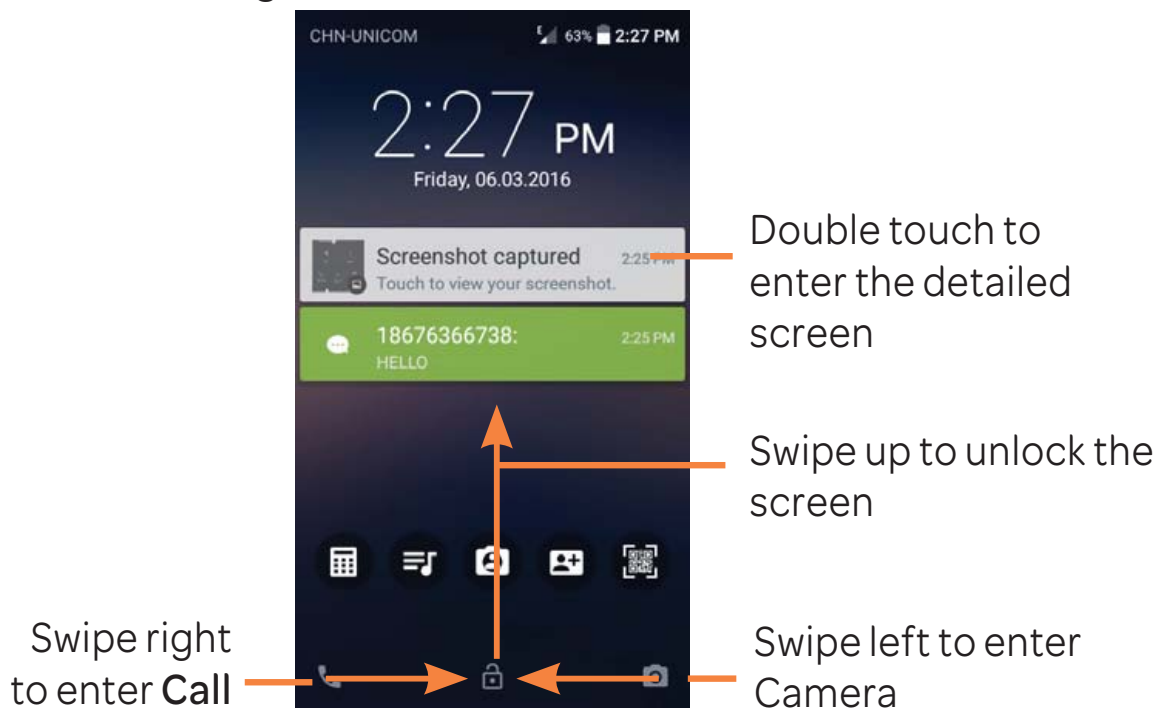 CHN-UNICOM E 63% 2:27 PM
2:27 PM
Friday, 06.03.2016
Screenshot captured 2:25 PM
Touch to view your screenshot.
18676366738: 2:25 PM
HELLO
Double touch to
enter the detailed
screen
Swipe up to unlock the
screen
Swipe right
to enter Call
Swipe left to enter
Camera